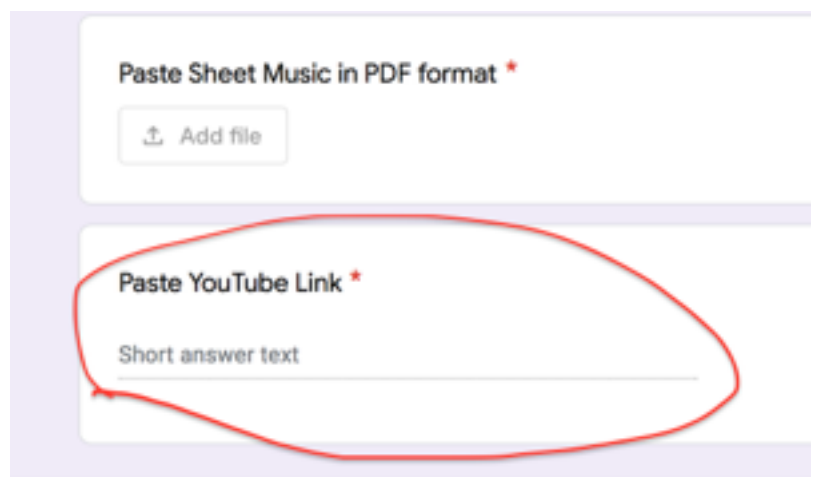 Paste Sheet Music in PDF format *
Add file
Paste YouTube Link *
Short answer text